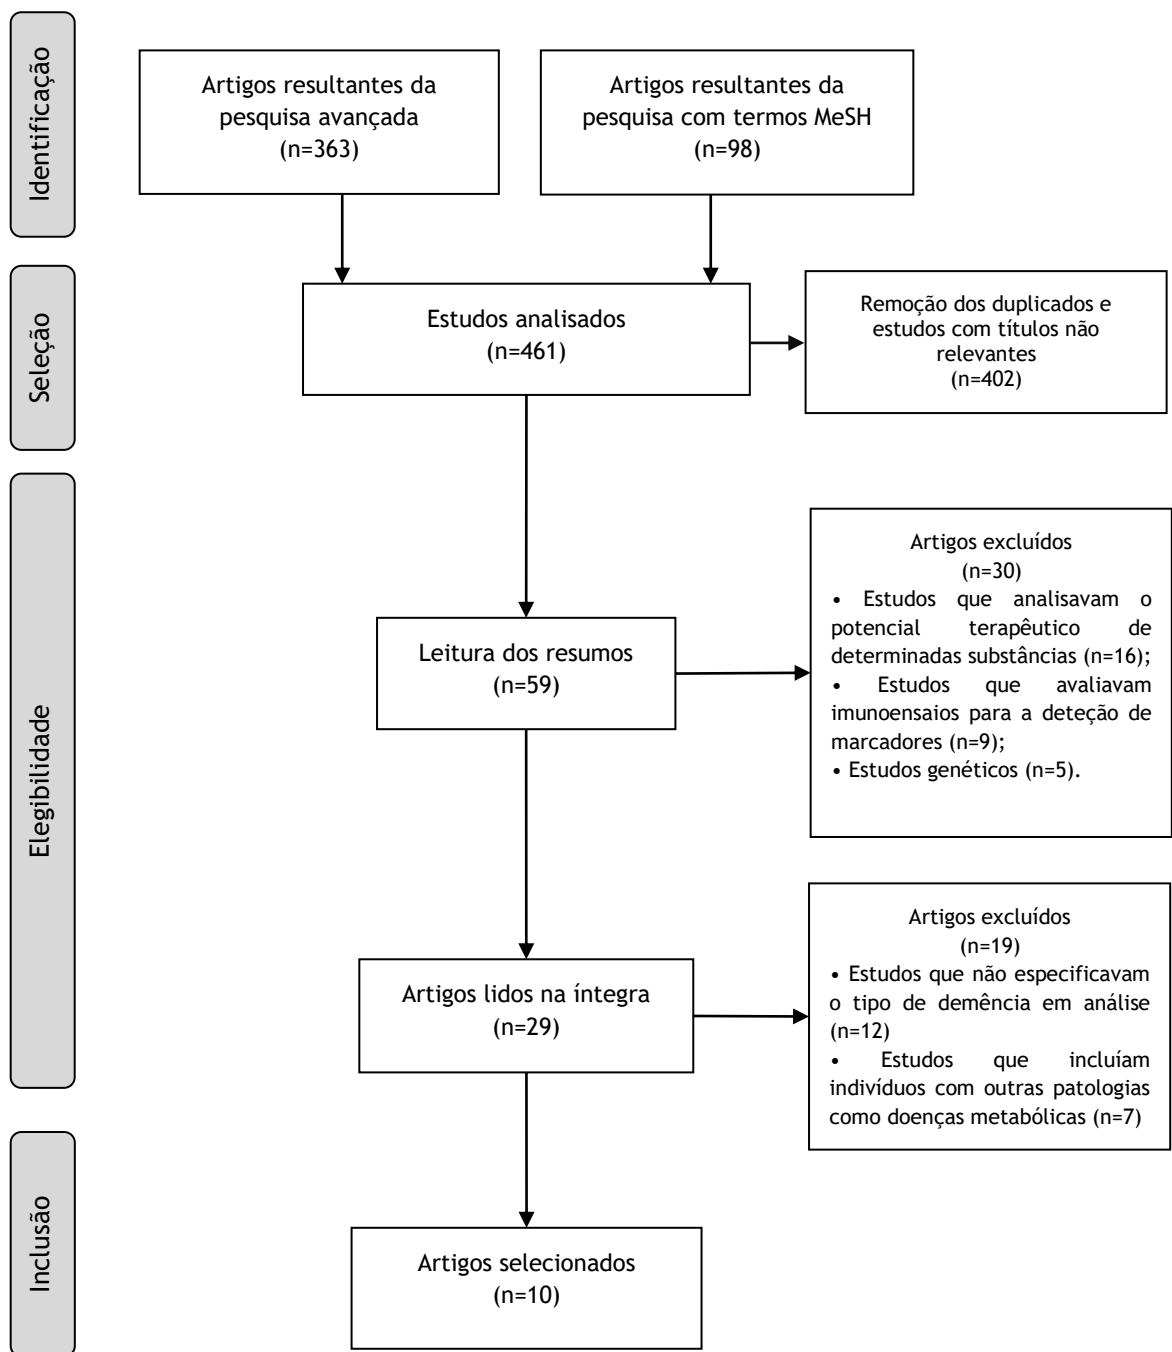 Identificação
Artigos resultantes da
pesquisa avançada
(n=363)
Artigos resultantes da
pesquisa com termos MeSH
(n=98)
Seleção
Estudos analisados
(n=461)
Remoção dos duplicados e
estudos com títulos não
relevantes
(n=402)
Elegibilidade
Leitura dos resumos
(n=59)
Artigos excluídos
(n=30)
• Estudos que analisavam o
potencial terapêutico de
determinadas substâncias (n=16);
• Estudos que avaliavam
imunoensaios para a deteção de
marcadores (n=9);
• Estudos genéticos (n=5).
Artigos lidos na íntegra
(n=29)
Artigos excluídos
(n=19)
• Estudos que não especificavam
o tipo de demência em análise
(n=12)
• Estudos que incluíam
indivíduos com outras patologias
como doenças metabólicas (n=7)
Inclusão
Artigos selecionados
(n=10)